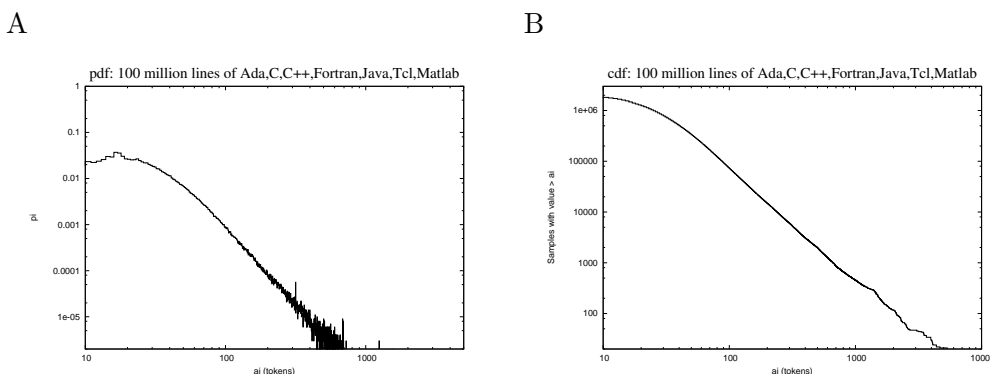 A
B
pdf: 100 million lines of Ada,C,C++,Fortran,Java,Tcl,Matlab
1
0.1
0.01
0.001
0.0001
1e-05
pi
10
100
1000
ai (tokens)
cdf: 100 million lines of Ada,C,C++,Fortran,Java,Tcl,Matlab
1e+06
100000
10000
1000
100
Samples with value > ai
10
100
1000
10000
ai (tokens)